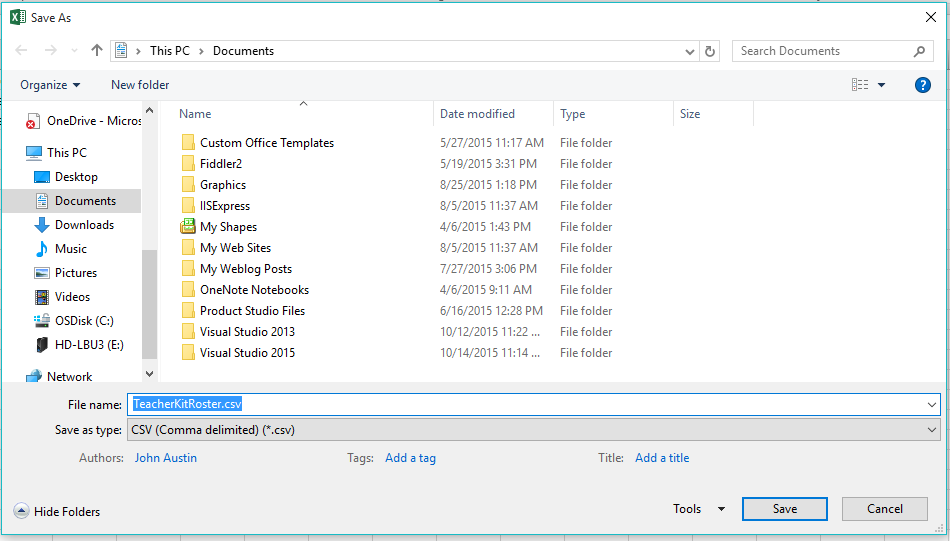 Save As
This PC > Documents
Search Documents
Organize
New folder
Name Date modified Type Size
OneDrive - Micros
This PC
Desktop
Documents
Downloads
Music
Pictures
Videos
OSDisk (C:)
HD-LBU3 (E:)
Network
Custom Office Templates 5/27/2015 11:17 AM File folder
Fiddler2 5/19/2015 3:31 PM File folder
Graphics 8/25/2015 1:18 PM File folder
IISExpress 8/5/2015 11:37 AM File folder
My Shapes 4/6/2015 1:43 PM File folder
My Web Sites 8/5/2015 11:37 AM File folder
My Weblog Posts 7/27/2015 3:06 PM File folder
OneNote Notebooks 4/6/2015 9:11 AM File folder
Product Studio Files 6/16/2015 12:28 PM File folder
Visual Studio 2013 10/12/2015 11:22 ... File folder
Visual Studio 2015 10/14/2015 11:14 ... File folder
File name: TeacherKitRoster.csv
Save as type: CSV (Comma delimited) (*.csv)
Authors: John Austin Tags: Add a tag Title: Add a title
Hide Folders Tools Save Cancel